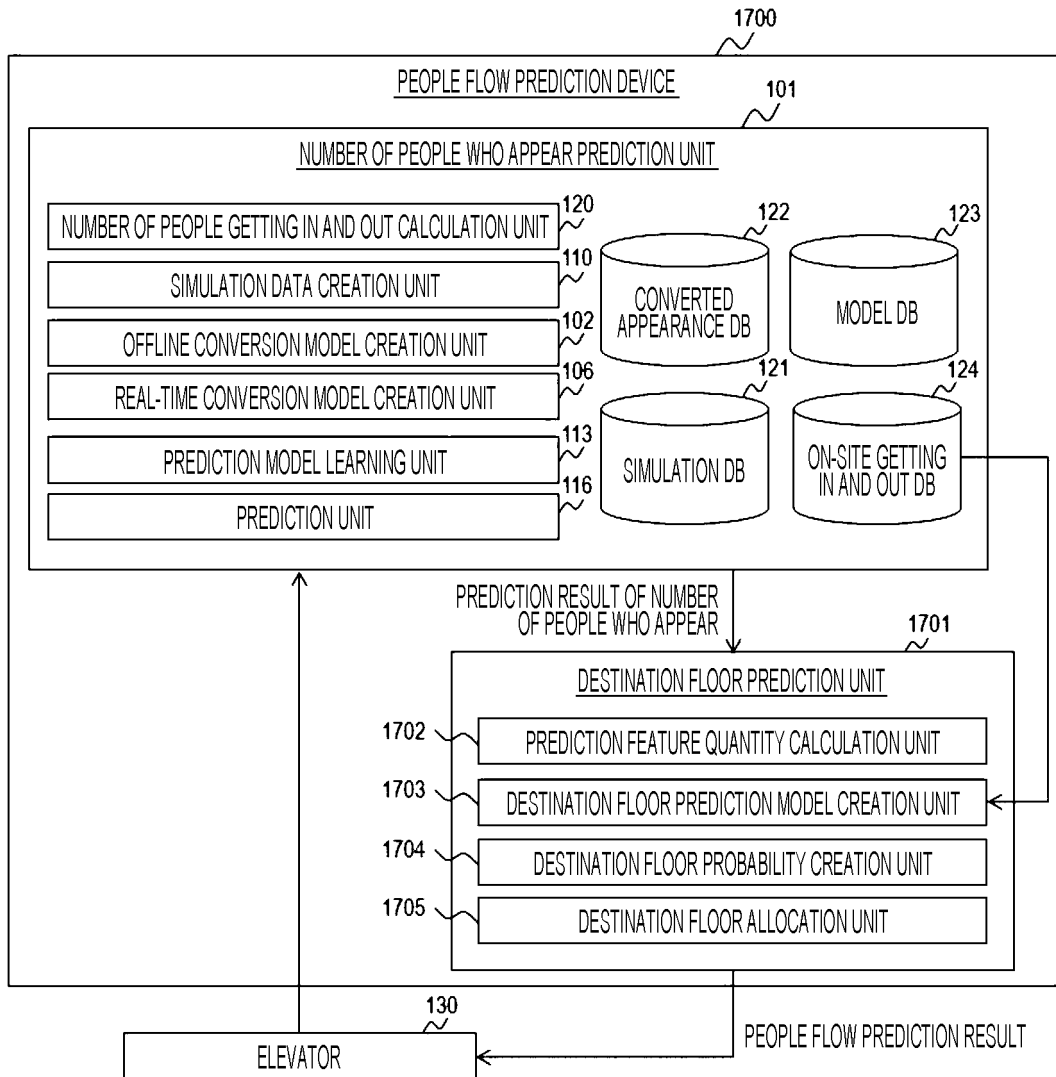 1700
PEOPLE FLOW PREDICTION DEVICE
101
NUMBER OF PEOPLE WHO APPEAR PREDICTION UNIT
120
NUMBER OF PEOPLE GETTING IN AND OUT CALCULATION UNIT
110
SIMULATION DATA CREATION UNIT
102
OFFLINE CONVERSION MODEL CREATION UNIT
106
REAL-TIME CONVERSION MODEL CREATION UNIT
113
PREDICTION MODEL LEARNING UNIT
116
PREDICTION UNIT
122
CONVERTED
APPEARANCE DB
123
MODEL DB
121
SIMULATION DB
124
ON-SITE GETTING
IN AND OUT DB
PREDICTION RESULT OF NUMBER
OF PEOPLE WHO APPEAR
1701
DESTINATION FLOOR PREDICTION UNIT
1702
PREDICTION FEATURE QUANTITY CALCULATION UNIT
1703
DESTINATION FLOOR PREDICTION MODEL CREATION UNIT
1704
DESTINATION FLOOR PROBABILITY CREATION UNIT
1705
DESTINATION FLOOR ALLOCATION UNIT
130
ELEVATOR
PEOPLE FLOW PREDICTION RESULT